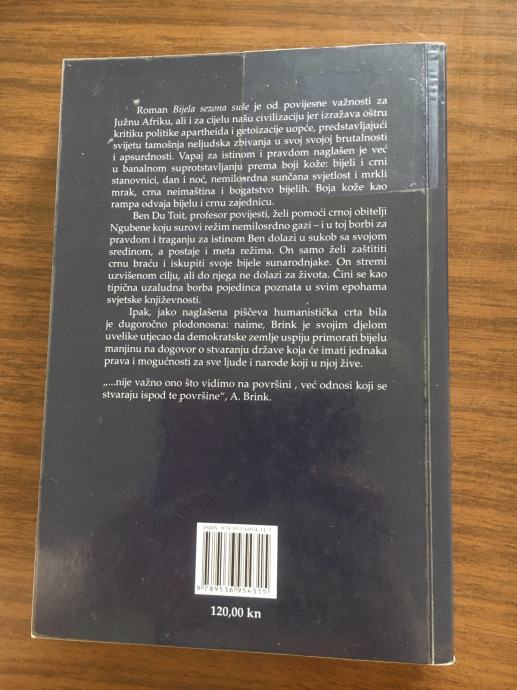 Roman Bijela sezona suše je od povijesne važnosti za
Južnu Afriku, ali i za cijelu našu civilizaciju jer izražava oštru
kritiku politike apartheida i getoizacije uopće, predstavljajući
svijetu tamošnja neljudska zbivanja u svoj svojoj brutalnosti
i apsurdnosti. Vapaj za istinom i pravdom naglašen je već
u banalnom suprotstavljanju prema boji kože: bijeli i crni
stanovnici, dan i noć, nemilosrdna sunčana svjetlost i mrkli
mrak, crna neimaština i bogatstvo bijelih. Boja kože kao
rampa odvaja bijelu i crnu zajednicu.
Ben Du Toit, profesor povijesti, želi pomoći crnoj obitelji
Ngubene koju surovi režim nemilosrdno gazi – i u toj borbi za
pravdom i traganju za istinom Ben dolazi u sukob sa svojom
sredinom, a postaje i meta režima. On samo želi zaštititi
crnu braću i iskupiti svoje bijele sunarodnjake. On stremi
uzvišenom cilju, ali do njega ne dolazi za života. Čini se kao
tipična uzaludna borba pojedinca poznata u svim epohama
svjetske književnosti.
Ipak, jako naglašena piščeva humanistička crta bila
je dugoročno plodonosna: naime, Brink je svojim djelom
uvelike utjecao da demokratske zemlje uspiju primorati bijelu
manjinu na dogovor o stvaranju države koja će imati jednaka
prava i mogućnosti za sve ljude i narode koji u njoj žive.
„...nije važno ono što vidimo na površini , već odnosi koji se
stvaraju ispod te površine“, A. Brink.
ISBN 978-953-6954-31-5
9 789536 954315
120,00 kn